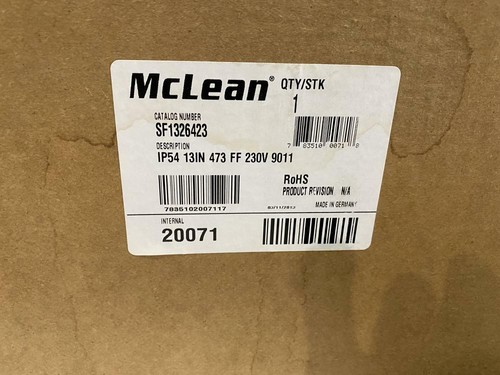 McLean® QTY/STK
1
CATALOG NUMBER
SF1326423
DESCRIPTION
IP54 13IN 473 FF 230V 9011
RoHS
PRODUCT REVISION: N/A
7835102007117
MADE IN GERMANY
INTERNAL
20071